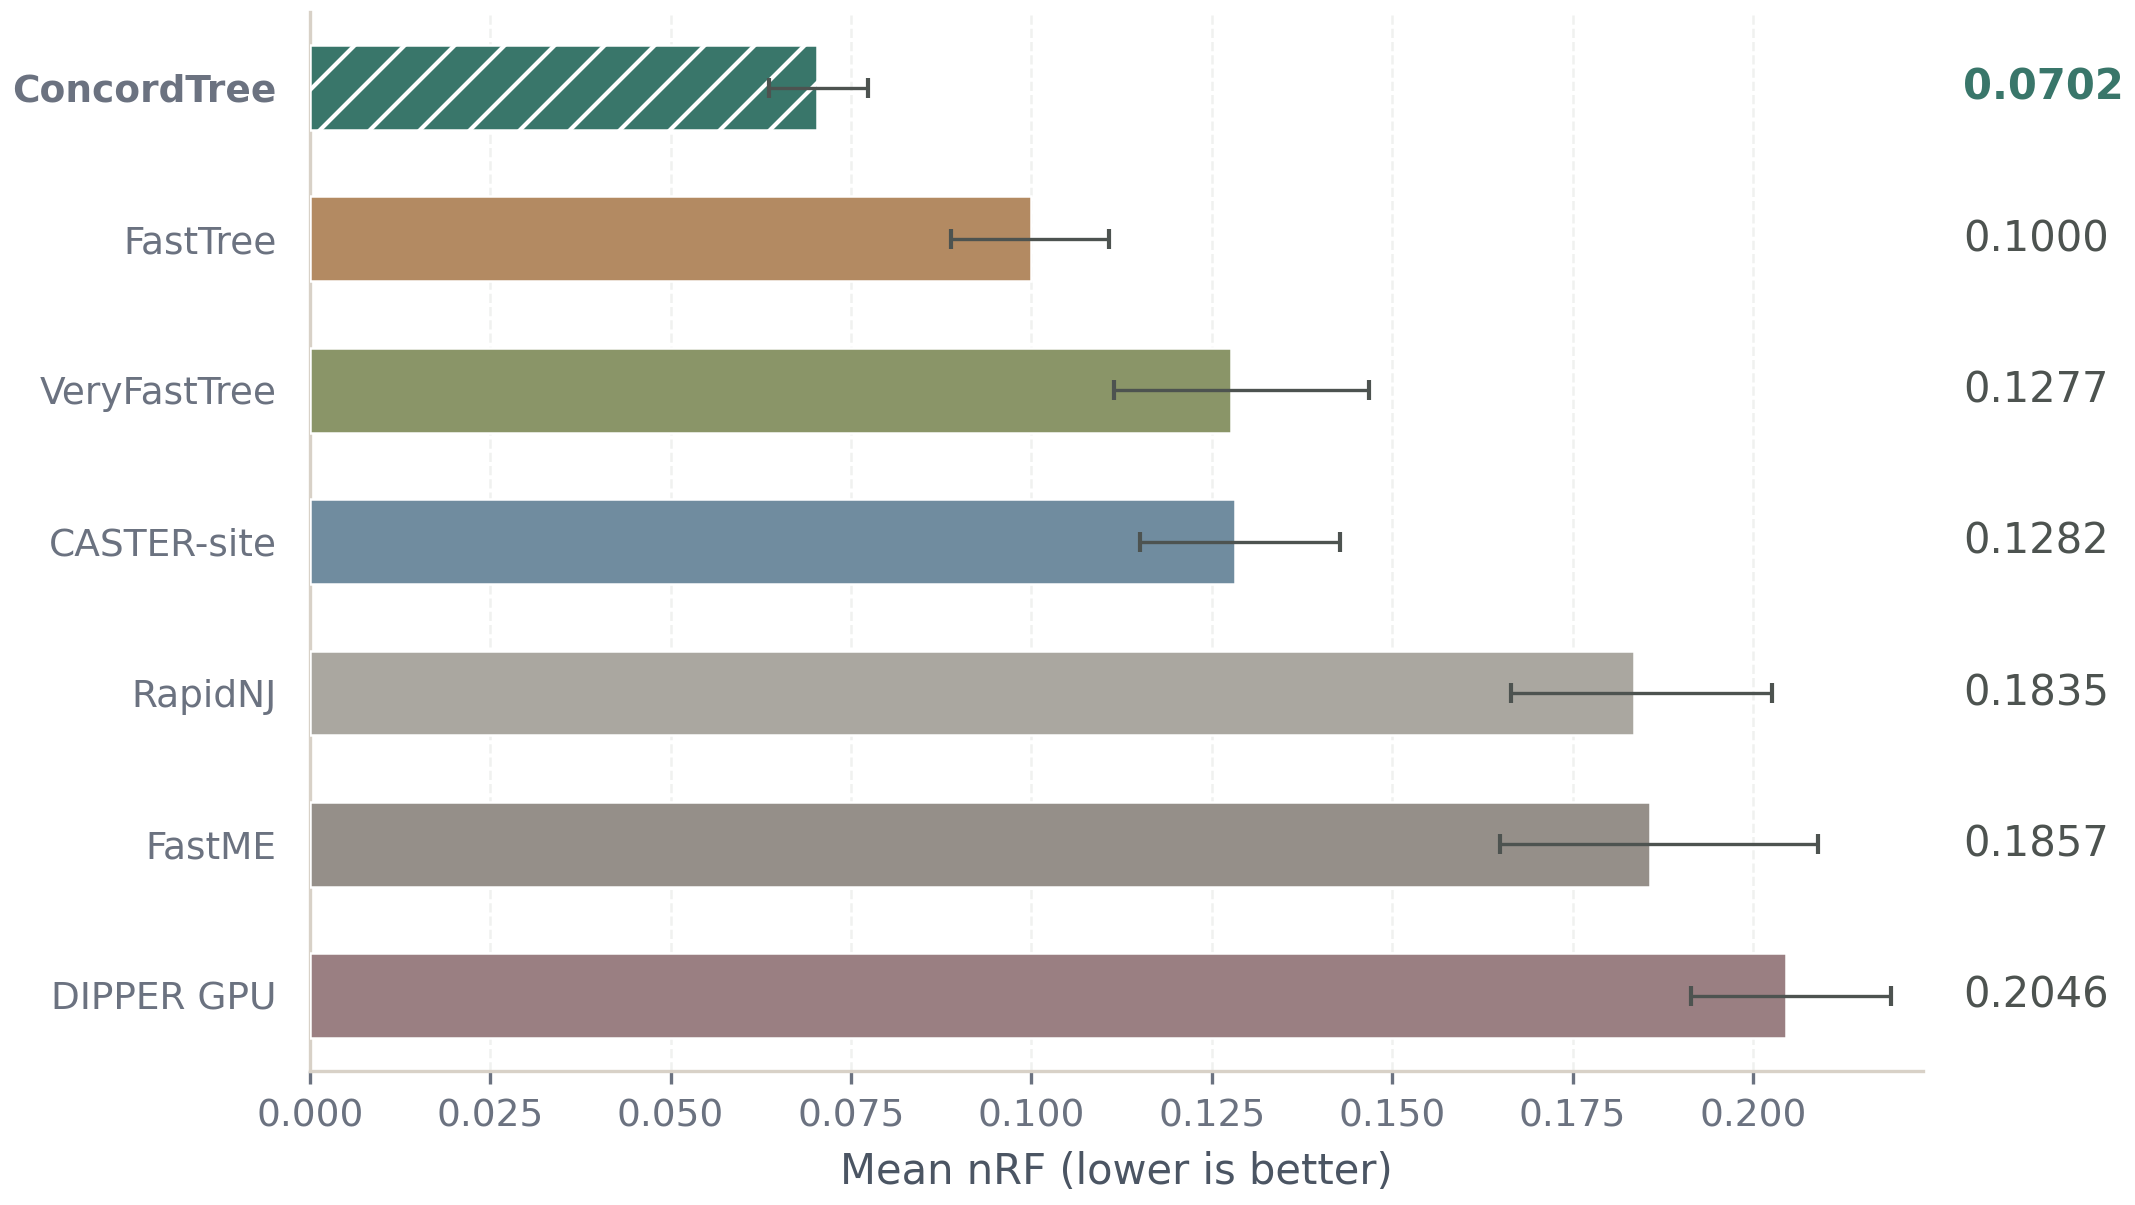 ConcordTree 0.0702
FastTree 0.1000
VeryFastTree 0.1277
CASTER-site 0.1282
RapidNJ 0.1835
FastME 0.1857
DIPPER GPU 0.2046
0.000 0.025 0.050 0.075 0.100 0.125 0.150 0.175 0.200
Mean nRF (lower is better)